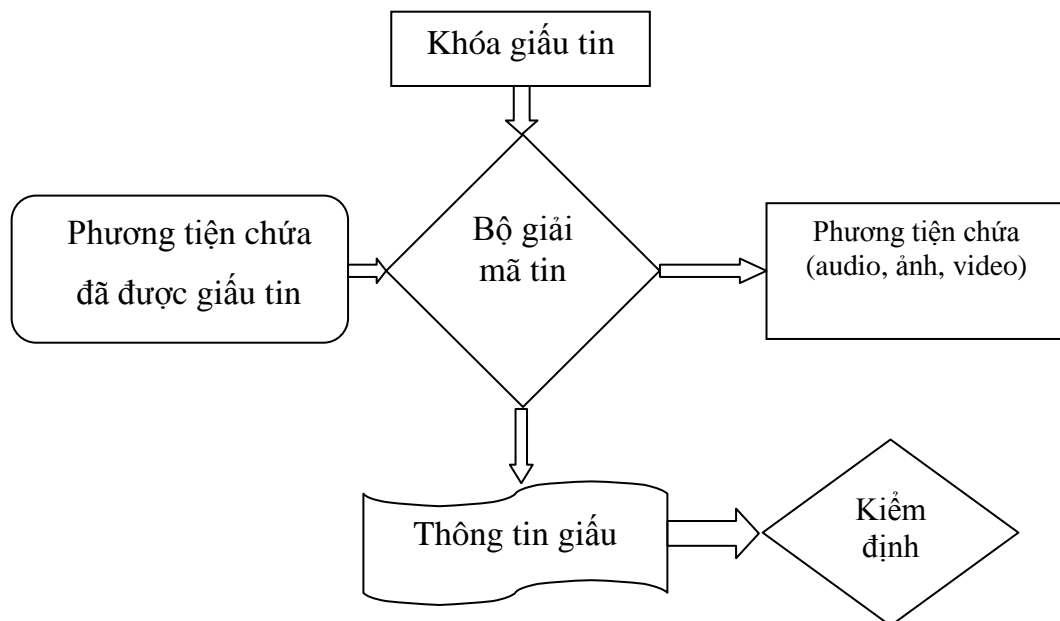 Khóa giấu tin
Phương tiện chứa
đã được giấu tin
Bộ giải
mã tin
Phương tiện chứa
(audio, ảnh, video)
Thông tin giấu
Kiểm
định